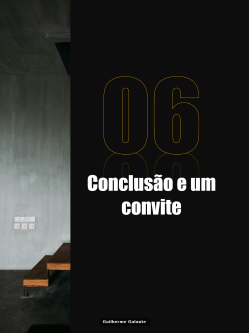 06
Conclusão e um
convite
Guilherme Galante